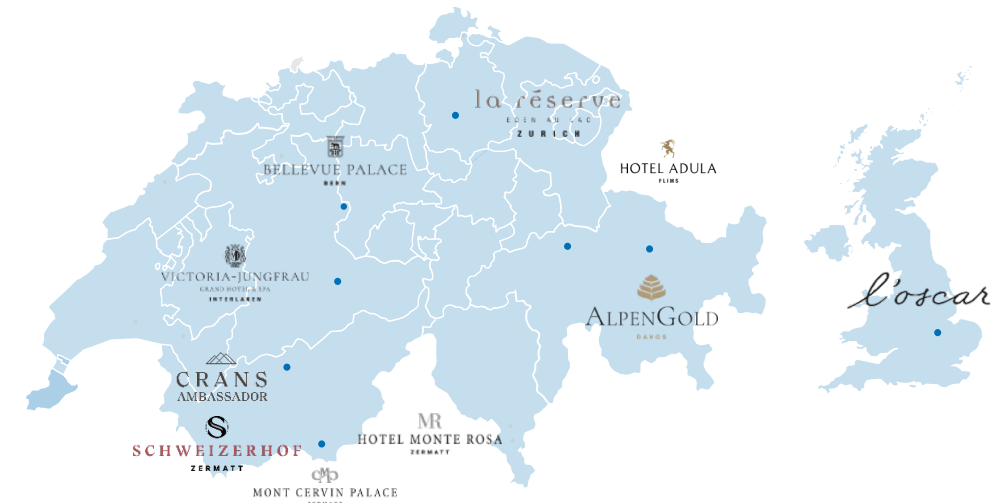 la réserve
EDEN AU LAC
ZURICH
BELLEVUE PALACE
BERN
HOTEL ADULA
FLIMS
VICTORIA-JUNGFRAU
GRAND HOTEL & SPA
INTERLAKEN
l'oscar
ALPENGOLD
DAVOS
CRANS
AMBASSADOR
S
SCHWEIZERHOF
ZERMATT
MR
HOTEL MONTE ROSA
ZERMATT
MONT CERVIN PALACE